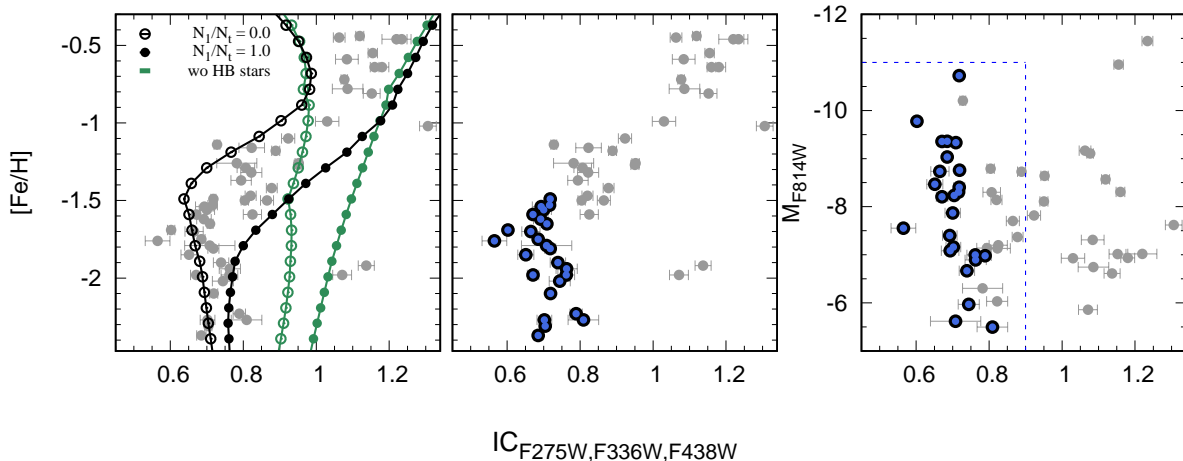 N1/Nt = 0.0
N1/Nt = 1.0
wo HB stars
-0.5
-1
-1.5
-2
[Fe/H]
0.6 0.8 1 1.2
0.6 0.8 1 1.2
-12
-10
-8
-6
MF814W
0.6 0.8 1 1.2
ICF275W,F336W,F438W